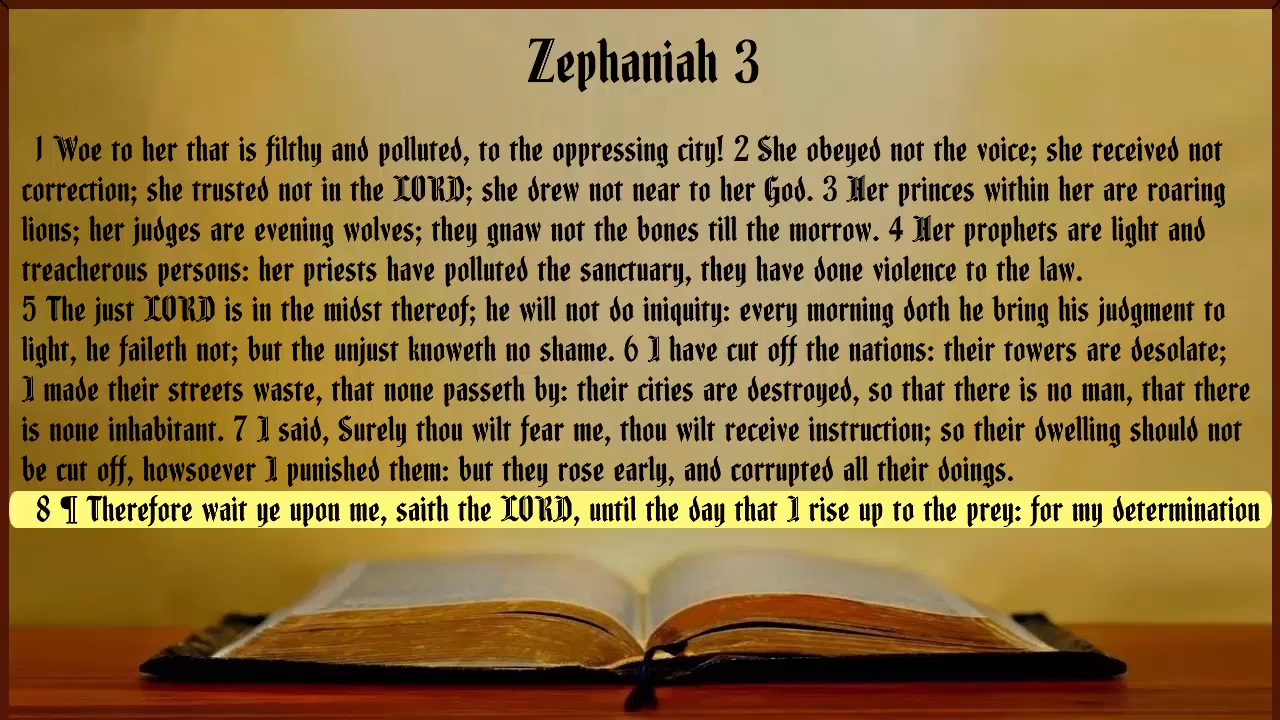 Zephaniah 3
1 Woe to her that is filthy and polluted, to the oppressing city! 2 She obeyed not the voice; she received not
correction; she trusted not in the LORD; she drew not near to her God. 3 Her princes within her are roaring
lions; her judges are evening wolves; they gnaw not the bones till the morrow. 4 Her prophets are light and
treacherous persons: her priests have polluted the sanctuary, they have done violence to the law.
5 The just LORD is in the midst thereof; he will not do iniquity: every morning doth he bring his judgment to
light, he faileth not; but the unjust knoweth no shame. 6 I have cut off the nations: their towers are desolate;
I made their streets waste, that none passeth by: their cities are destroyed, so that there is no man, that there
is none inhabitant. 7 I said, Surely thou wilt fear me, thou wilt receive instruction; so their dwelling should not
be cut off, howsoever I punished them: but they rose early, and corrupted all their doings.
8 ¶ Therefore wait ye upon me, saith the LORD, until the day that I rise up to the prey: for my determination